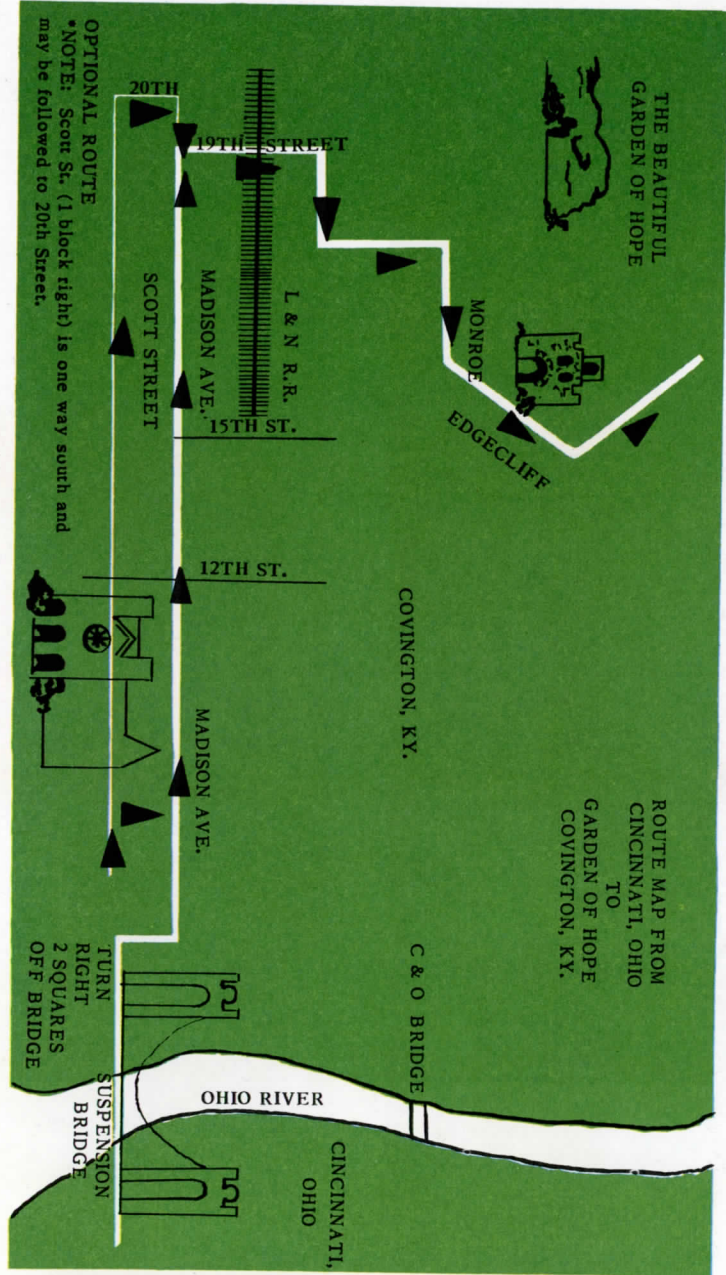 THE BEAUTIFUL
GARDEN OF HOPE
ROUTE MAP FROM
CINCINNATI, OHIO
TO
GARDEN OF HOPE
COVINGTON, KY.
MONROE
EDGECLIFF
COVINGTON, KY.
C & O BRIDGE
CINCINNATI,
OHIO
L & N R.R.
19TH STREET
15TH ST.
12TH ST.
OHIO RIVER
MADISON AVE.
MADISON AVE.
SCOTT STREET
20TH
TURN
RIGHT
2 SQUARES
OFF BRIDGE
SUSPENSION
BRIDGE
OPTIONAL ROUTE
*NOTE: Scott St. (1 block right) is one way south and
may be followed to 20th Street.